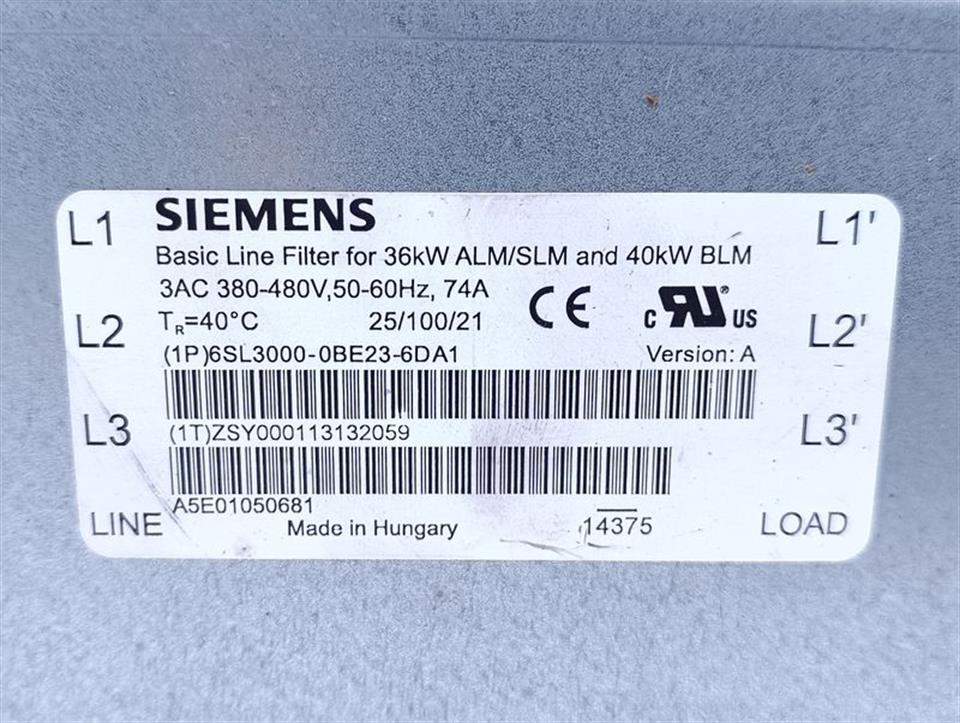 SIEMENS
L1
L1'
Basic Line Filter for 36kW ALM/SLM and 40kW BLM
3AC 380-480V,50-60Hz, 74A
CE
c RU US
L2
TR=40°C 25/100/21
L2'
(1P)6SL3000-0BE23-6DA1 Version: A
L3
(1T)ZSY000113132059
L3'
A5E01050681
LINE
Made in Hungary
14375
LOAD